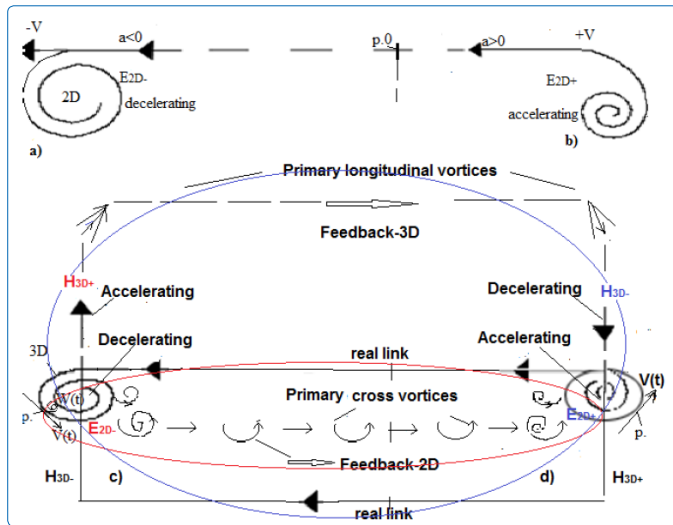 -V a<0 p.0 a>0 +V
E2D- E2D+
2D decelerating accelerating
a) b)
Primary longitudinal vortices
Feedback-3D
H3D+ Accelerating Decelerating H3D-
3D Decelerating Accelerating
real link
W(t) Primary cross vortices V(t)
p. V(t) E2D- E2D+ p.
Feedback-2D
H3D- c) d) H3D+
real link